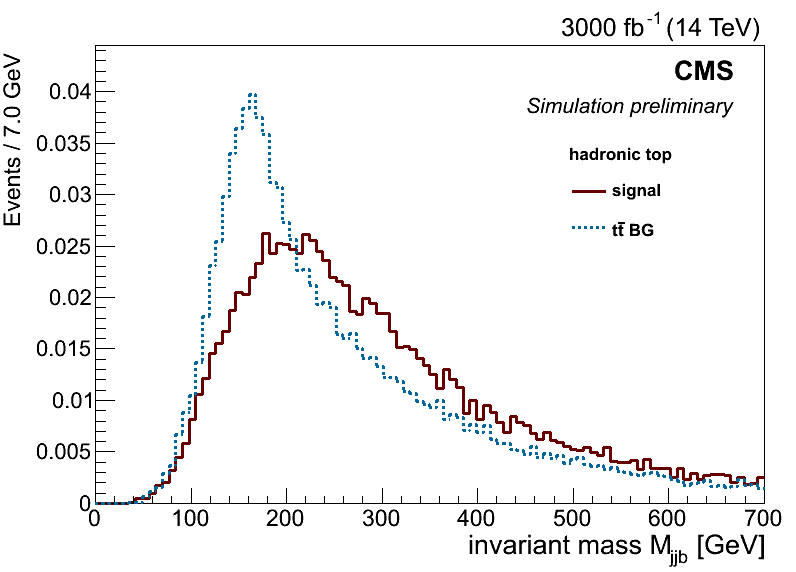 3000 fb⁻¹ (14 TeV)
CMS
Simulation preliminary
hadronic top
signal
tt̄ BG
Events / 7.0 GeV
0.04
0.035
0.03
0.025
0.02
0.015
0.01
0.005
0
0 100 200 300 400 500 600 700
invariant mass M_jjb [GeV]